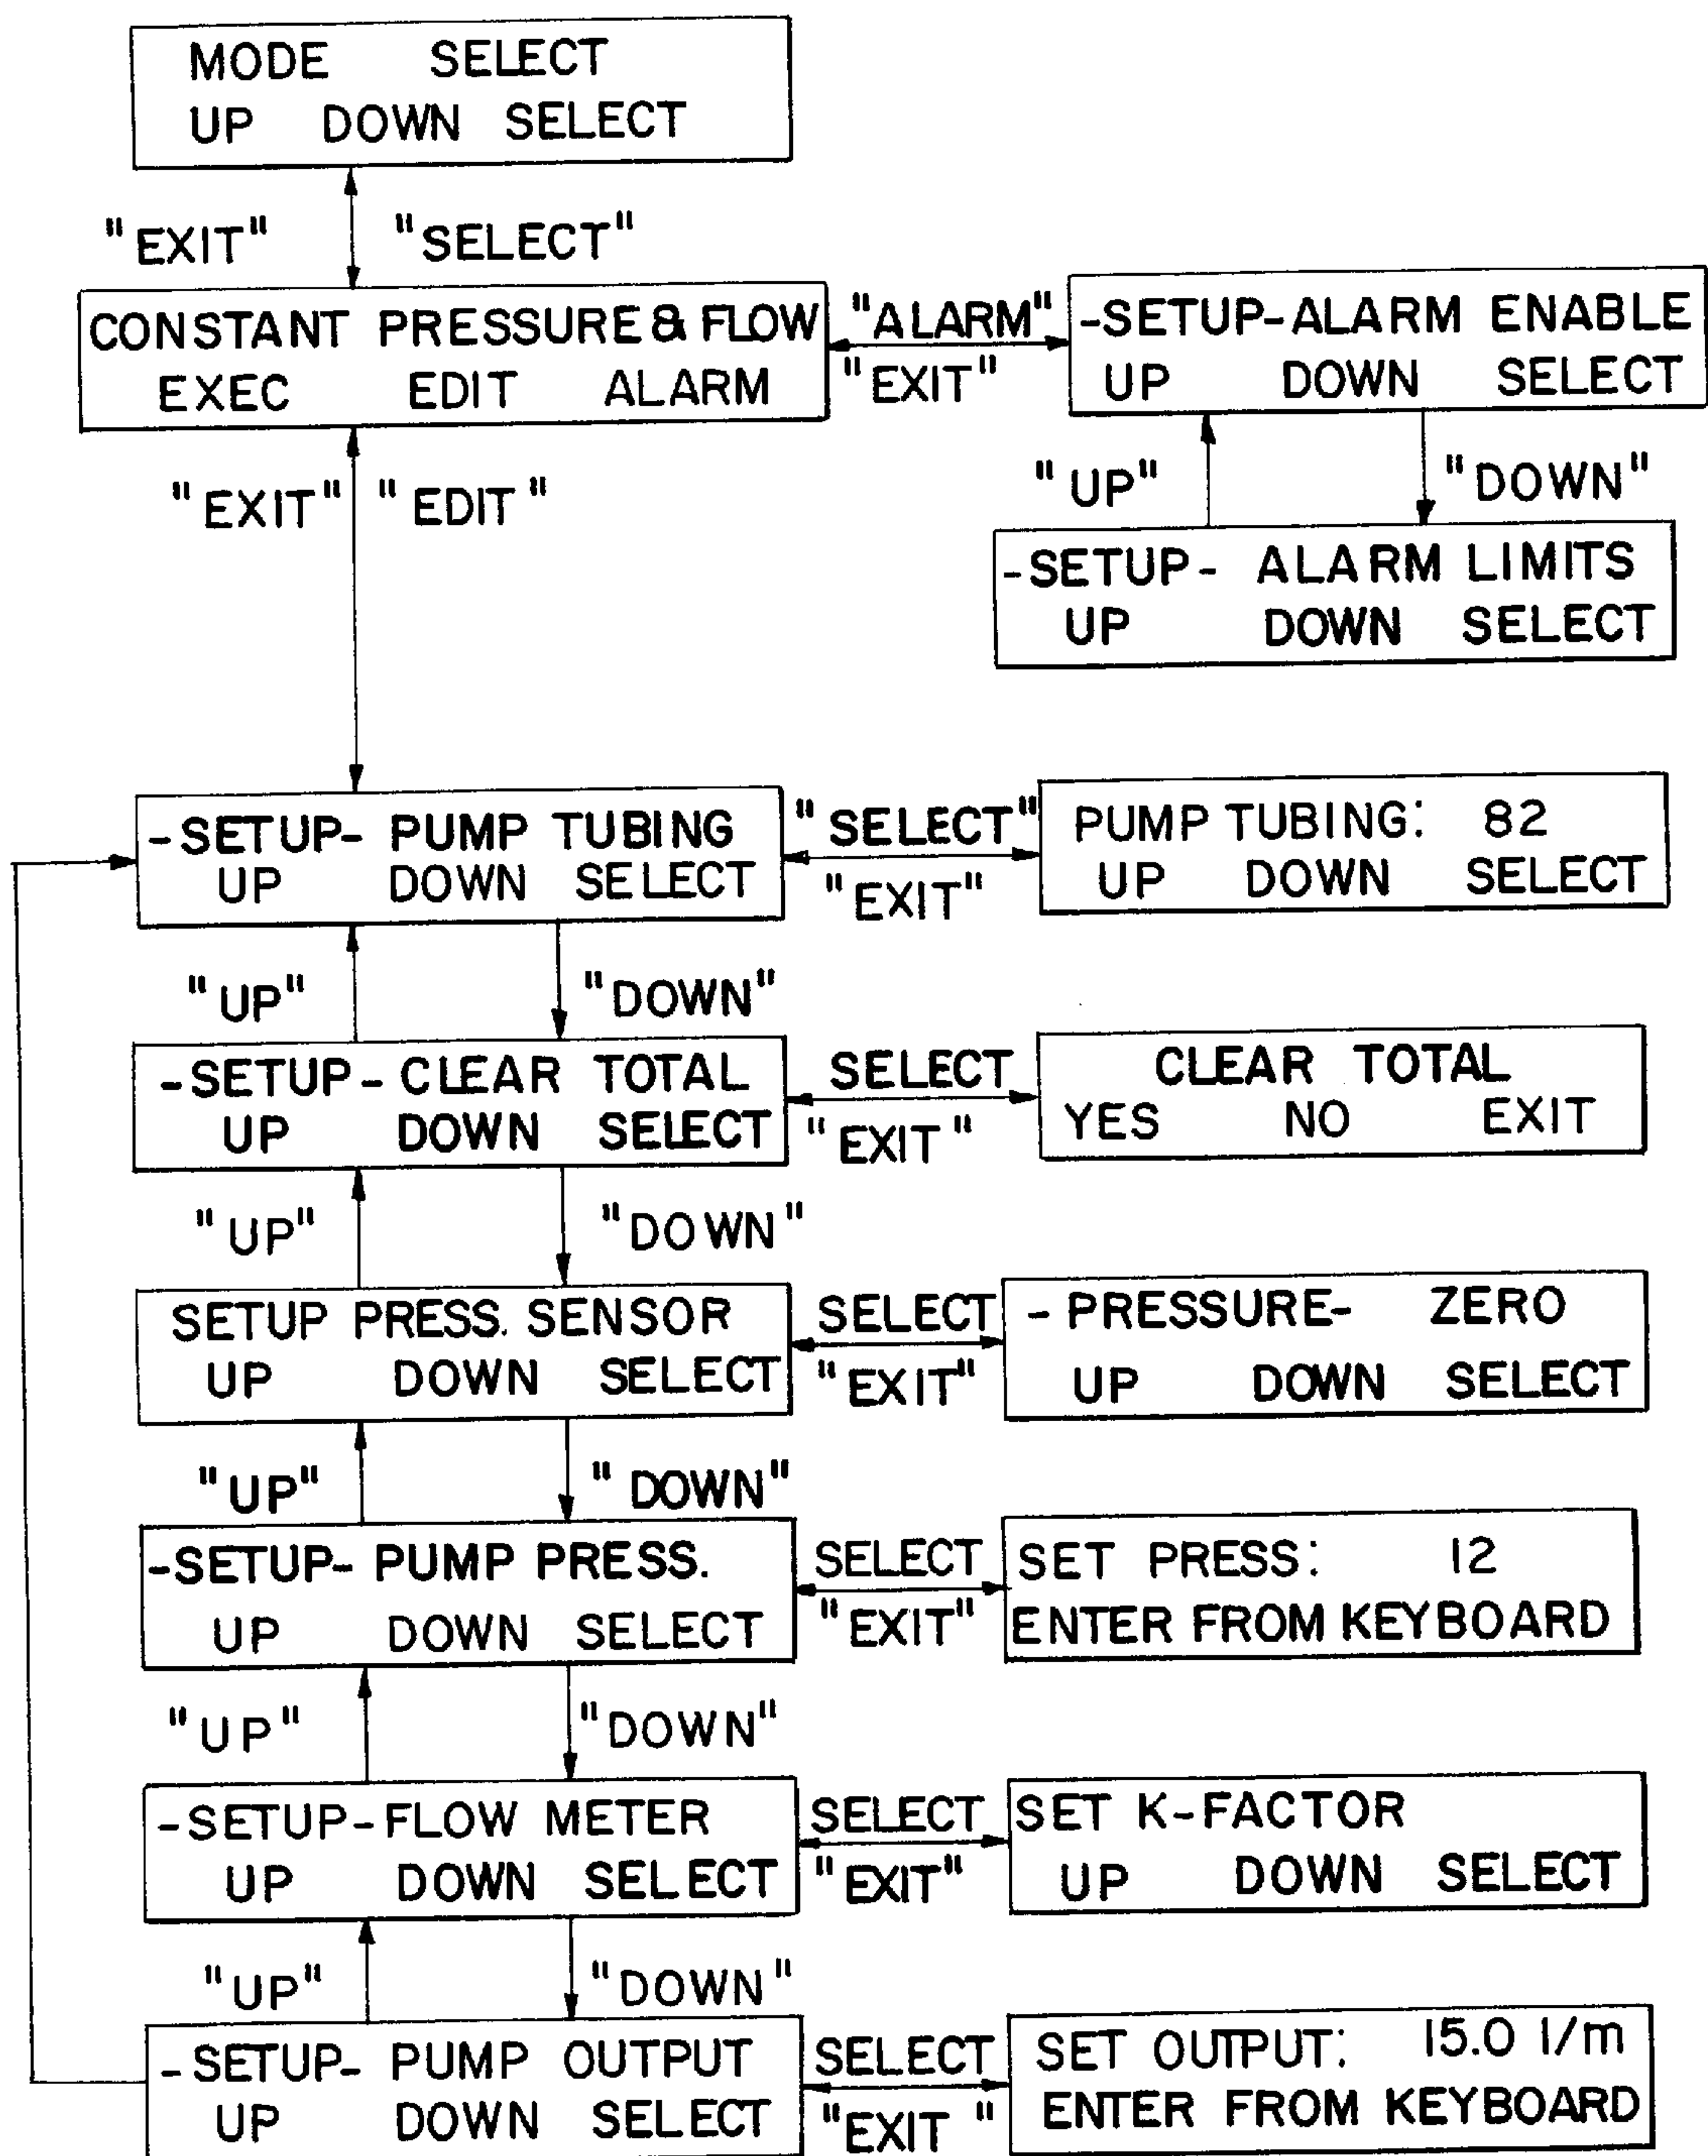 MODE SELECT
UP DOWN SELECT
"EXIT" "SELECT"
CONSTANT PRESSURE & FLOW
EXEC EDIT ALARM
"ALARM"
"EXIT"
-SETUP-ALARM ENABLE
UP DOWN SELECT
"UP" "DOWN"
-SETUP- ALARM LIMITS
UP DOWN SELECT
"EXIT" "EDIT"
-SETUP- PUMP TUBING
UP DOWN SELECT
"SELECT"
"EXIT"
PUMP TUBING: 82
UP DOWN SELECT
"UP" "DOWN"
-SETUP- CLEAR TOTAL
UP DOWN SELECT
SELECT
"EXIT"
CLEAR TOTAL
YES NO EXIT
"UP" "DOWN"
SETUP PRESS. SENSOR
UP DOWN SELECT
SELECT
"EXIT"
- PRESSURE- ZERO
UP DOWN SELECT
"UP" "DOWN"
-SETUP- PUMP PRESS.
UP DOWN SELECT
SELECT
"EXIT"
SET PRESS: 12
ENTER FROM KEYBOARD
"UP" "DOWN"
-SETUP-FLOW METER
UP DOWN SELECT
SELECT
"EXIT"
SET K-FACTOR
UP DOWN SELECT
"UP" "DOWN"
-SETUP- PUMP OUTPUT
UP DOWN SELECT
SELECT
"EXIT "
SET OUTPUT: 15.0 l/m
ENTER FROM KEYBOARD